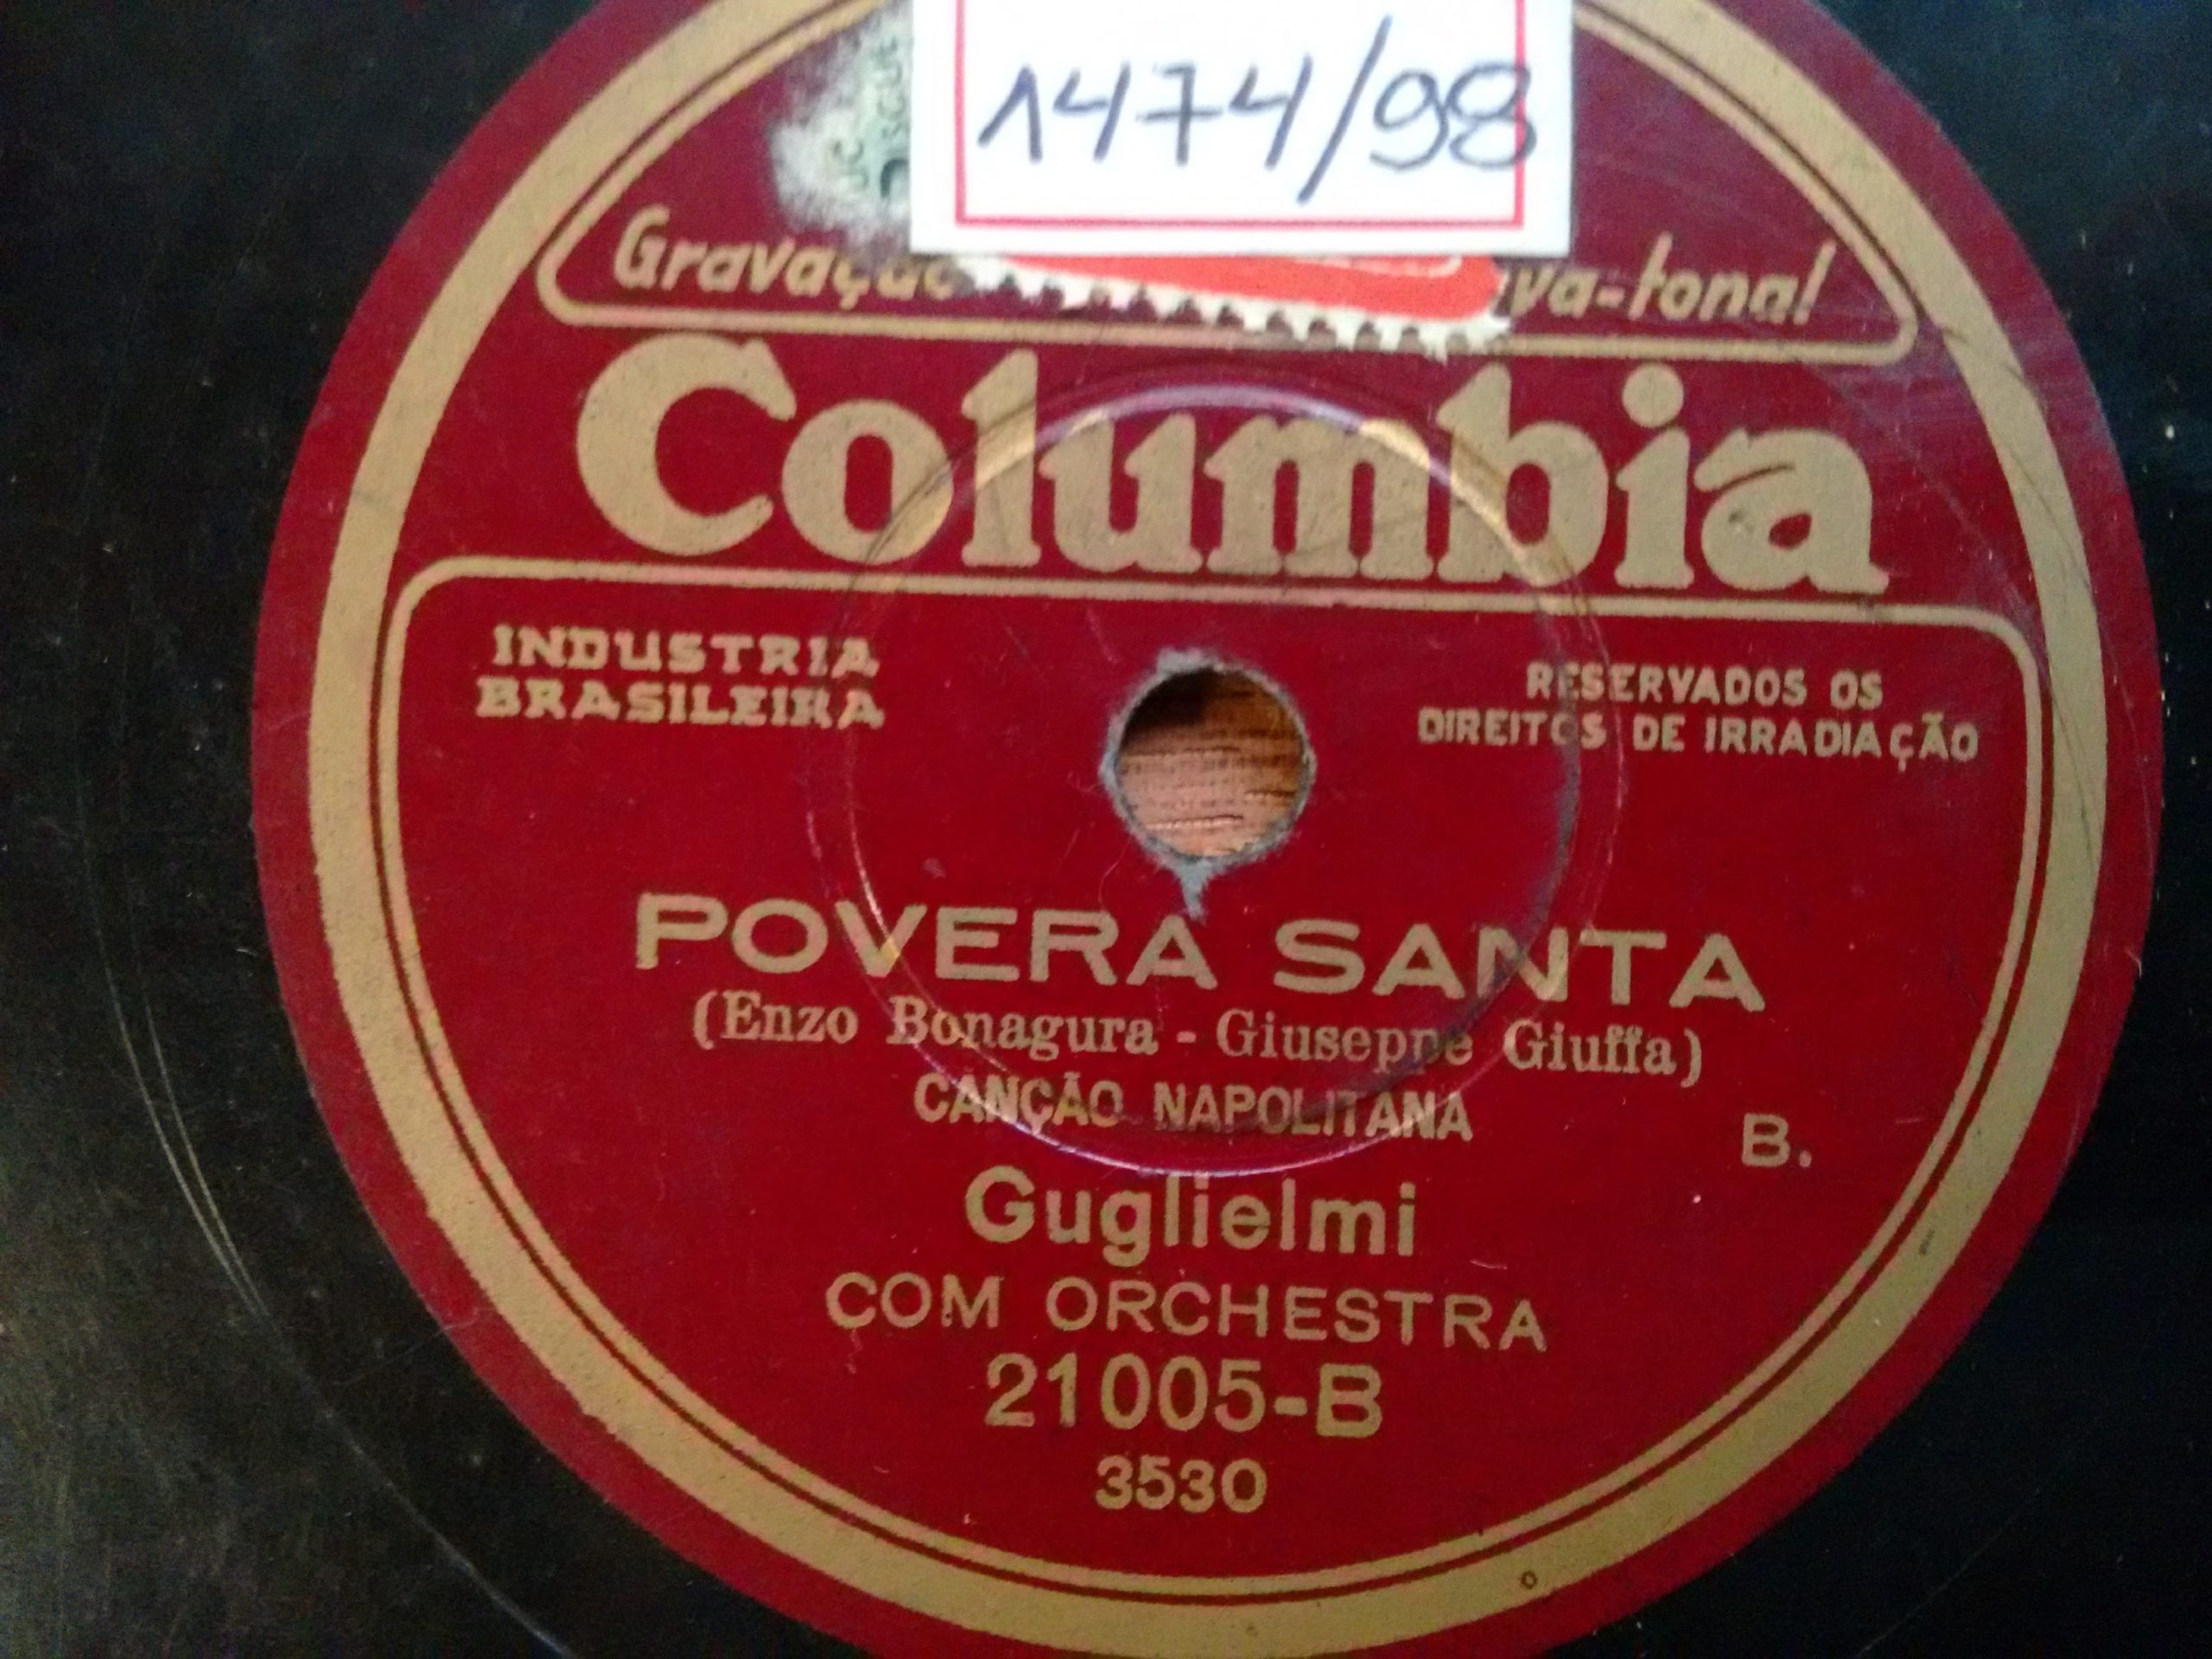 1474/98
Gravação
va-tonal
Columbia
INDUSTRIA
BRASILEIRA
RESERVADOS OS
DIREITOS DE IRRADIAÇÃO
POVERA SANTA
(Enzo Bonagura - Giuseppe Giuffa)
CANÇÃO NAPOLITANA
B.
Guglielmi
COM ORCHESTRA
21005-B
3530